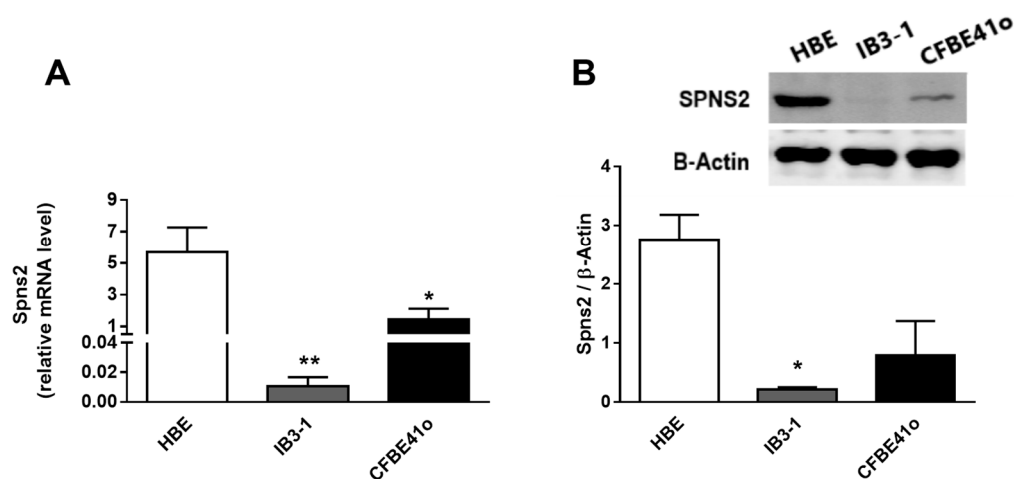 A
Spns2
(relative mRNA level)
9
7
5
3
1
0.04
0.02
0.00
**
*
HBE
IB3-1
CFBE41o
B
HBE
IB3-1
CFBE41o
SPNS2
B-Actin
Spns2 / β-Actin
4
3
2
1
0
*
HBE
IB3-1
CFBE41o